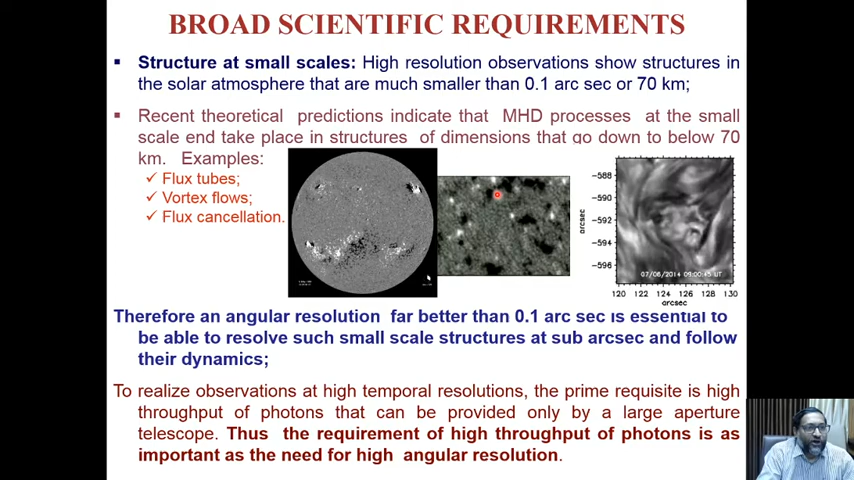 BROAD SCIENTIFIC REQUIREMENTS
▪ Structure at small scales: High resolution observations show structures in
the solar atmosphere that are much smaller than 0.1 arc sec or 70 km;
▪ Recent theoretical predictions indicate that MHD processes at the small
scale end take place in structures of dimensions that go down to below 70
km. Examples:
✓ Flux tubes;
✓ Vortex flows;
✓ Flux cancellation.
-588
-590
-592
-594
-596
arcsec
07/08/2014 09:00:45 UT
120 122 124 126 128 130
arcsec
Therefore an angular resolution far better than 0.1 arc sec is essential to
be able to resolve such small scale structures at sub arcsec and follow
their dynamics;
To realize observations at high temporal resolutions, the prime requisite is high
throughput of photons that can be provided only by a large aperture
telescope. Thus the requirement of high throughput of photons is as
important as the need for high angular resolution.